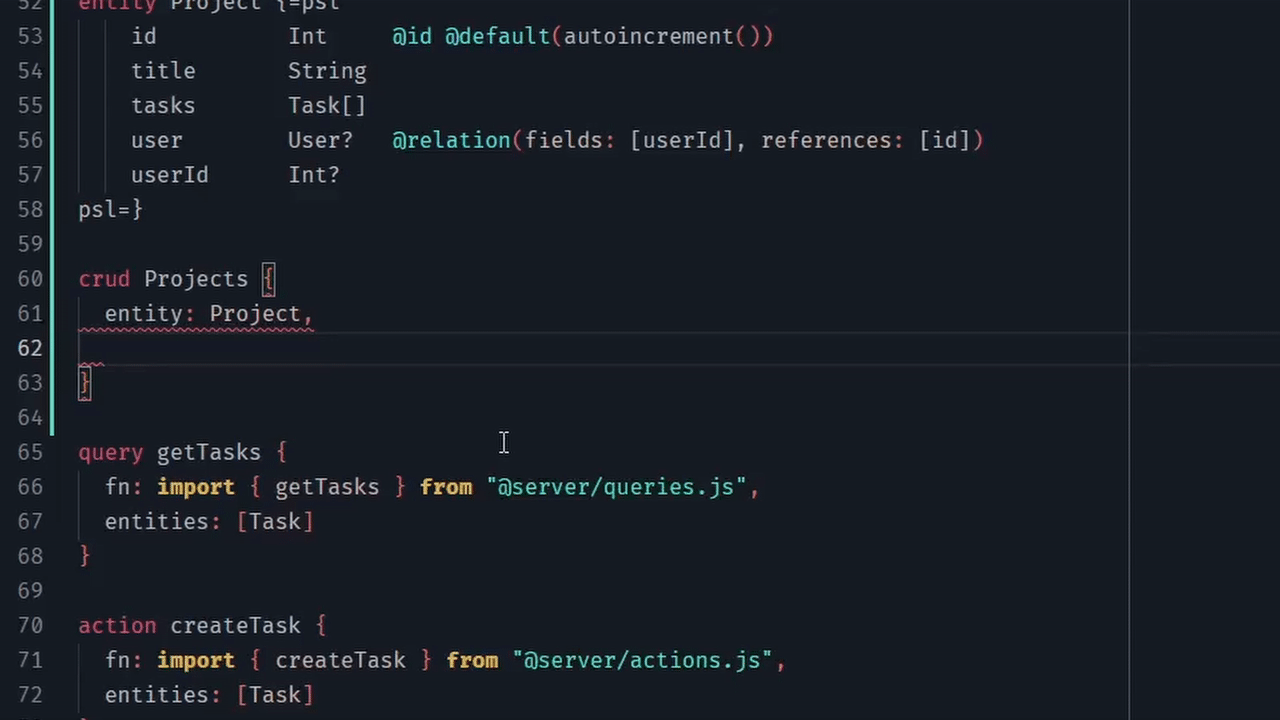 52 entity Project {=psl
53 id Int @id @default(autoincrement())
54 title String
55 tasks Task[]
56 user User? @relation(fields: [userId], references: [id])
57 userId Int?
58 psl=}
59
60 crud Projects {
61 entity: Project,
62
63 }
64
65 query getTasks {
66 fn: import { getTasks } from "@server/queries.js",
67 entities: [Task]
68 }
69
70 action createTask {
71 fn: import { createTask } from "@server/actions.js",
72 entities: [Task]